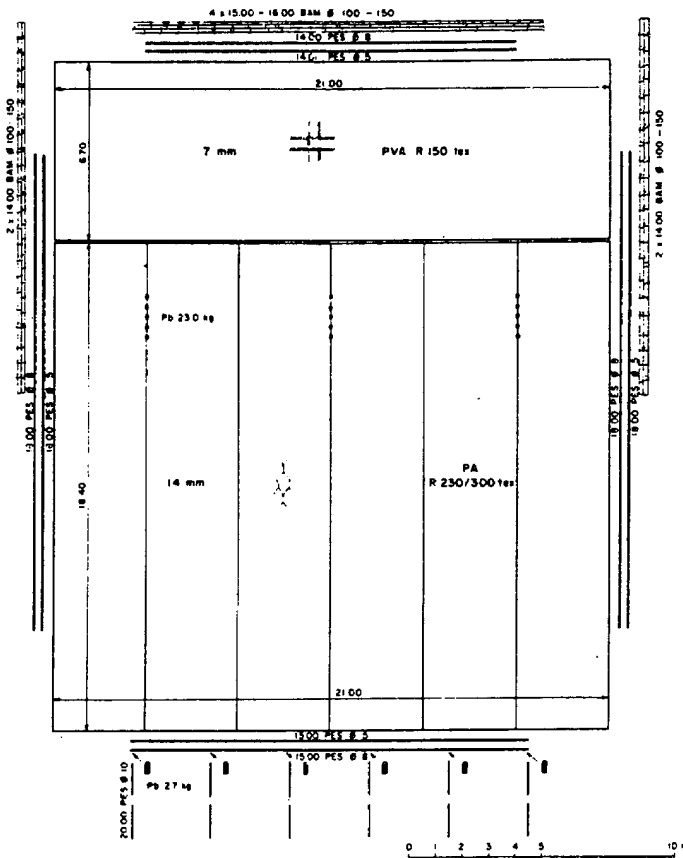 4 x 15.00 - 16.00 BAM Ø 100 - 150
14.00 PES Ø 8
PES Ø 5
21.00
2 x 14.00 BAM Ø 100 - 150
6.70
7 mm
PVA R 150 tex
2 x 14.00 BAM Ø 100 - 150
Pb 23.0 kg
PES Ø 8
18.00 PES Ø 5
18.00 PES Ø 8
18.00 PES Ø 5
18.40
14 mm
PA
R 230/300 tex
21.00
15.00 PES Ø 5
15.00 PES Ø 8
20.00 PES Ø 10
Pb 27 kg
0 1 2 3 4 5 10